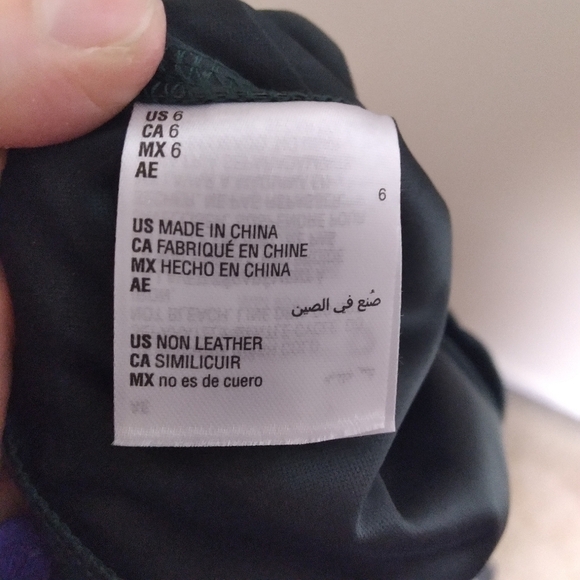 US 6
CA 6
MX 6
AE
6
US MADE IN CHINA
CA FABRIQUÉ EN CHINE
MX HECHO EN CHINA
AE
صُنع في الصين
US NON LEATHER
CA SIMILICUIR
MX no es de cuero